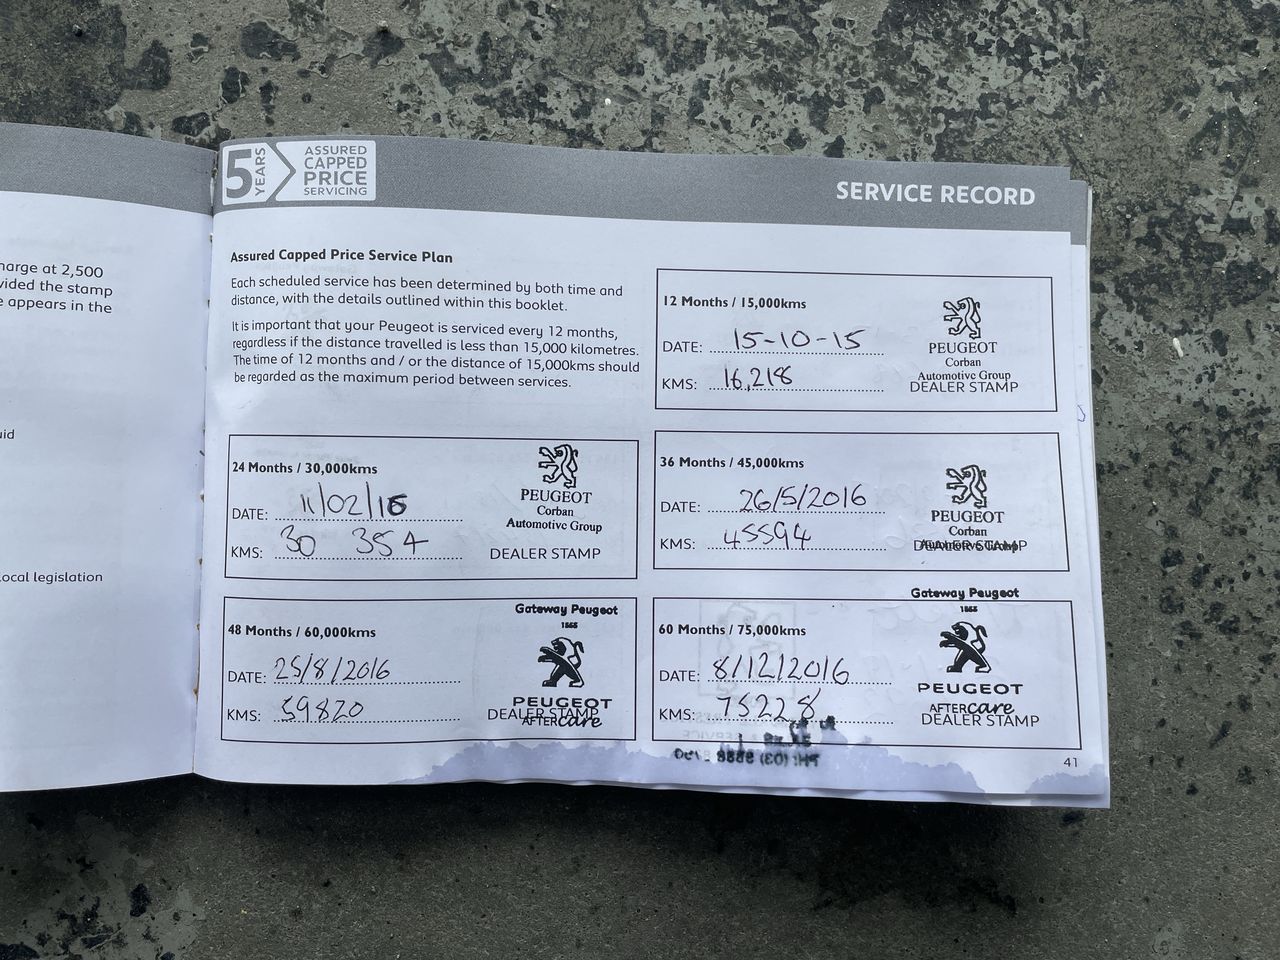 harge at 2,500
vided the stamp
e appears in the
uid
ocal legislation
5 YEARS
ASSURED
CAPPED
PRICE
SERVICING
SERVICE RECORD
Assured Capped Price Service Plan
Each scheduled service has been determined by both time and
distance, with the details outlined within this booklet.
It is important that your Peugeot is serviced every 12 months,
regardless if the distance travelled is less than 15,000 kilometres.
The time of 12 months and / or the distance of 15,000kms should
be regarded as the maximum period between services.
12 Months / 15,000kms
DATE: 15-10-15
KMS: 16,218
PEUGEOT
Corban
Automotive Group
DEALER STAMP
24 Months / 30,000kms
DATE: 11/02/16
KMS: 30 354
PEUGEOT
Corban
Automotive Group
DEALER STAMP
36 Months / 45,000kms
DATE: 26/5/2016
KMS: 45594
PEUGEOT
Corban
Automotive Group
DEALER STAMP
48 Months / 60,000kms
DATE: 25/8/2016
KMS: 59820
Gateway Peugeot
PEUGEOT
AFTERcare
DEALER STAMP
60 Months / 75,000kms
DATE: 8/12/2016
KMS: 75228
Gateway Peugeot
PEUGEOT
AFTERcare
DEALER STAMP
41